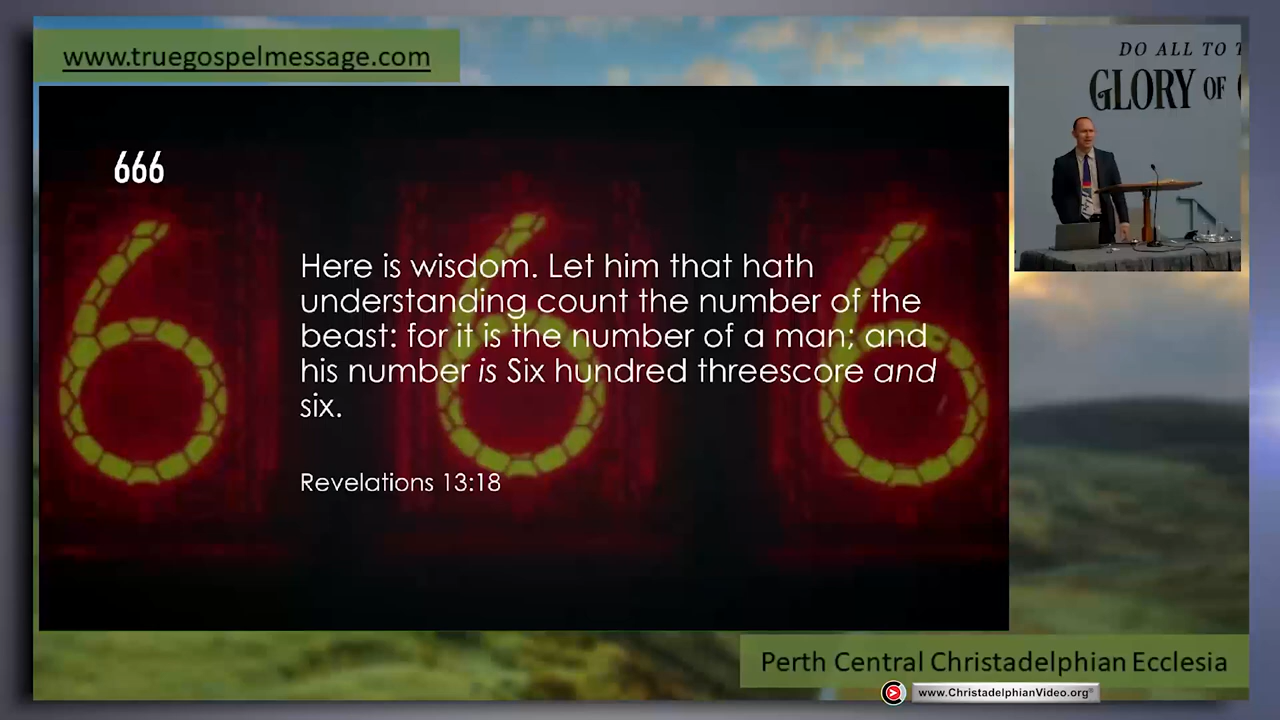 www.truegospelmessage.com
DO ALL TO
GLORY OF
666
Here is wisdom. Let him that hath
understanding count the number of the
beast: for it is the number of a man; and
his number is Six hundred threescore and
six.
Revelations 13:18
Perth Central Christadelphian Ecclesia
www.ChristadelphianVideo.org